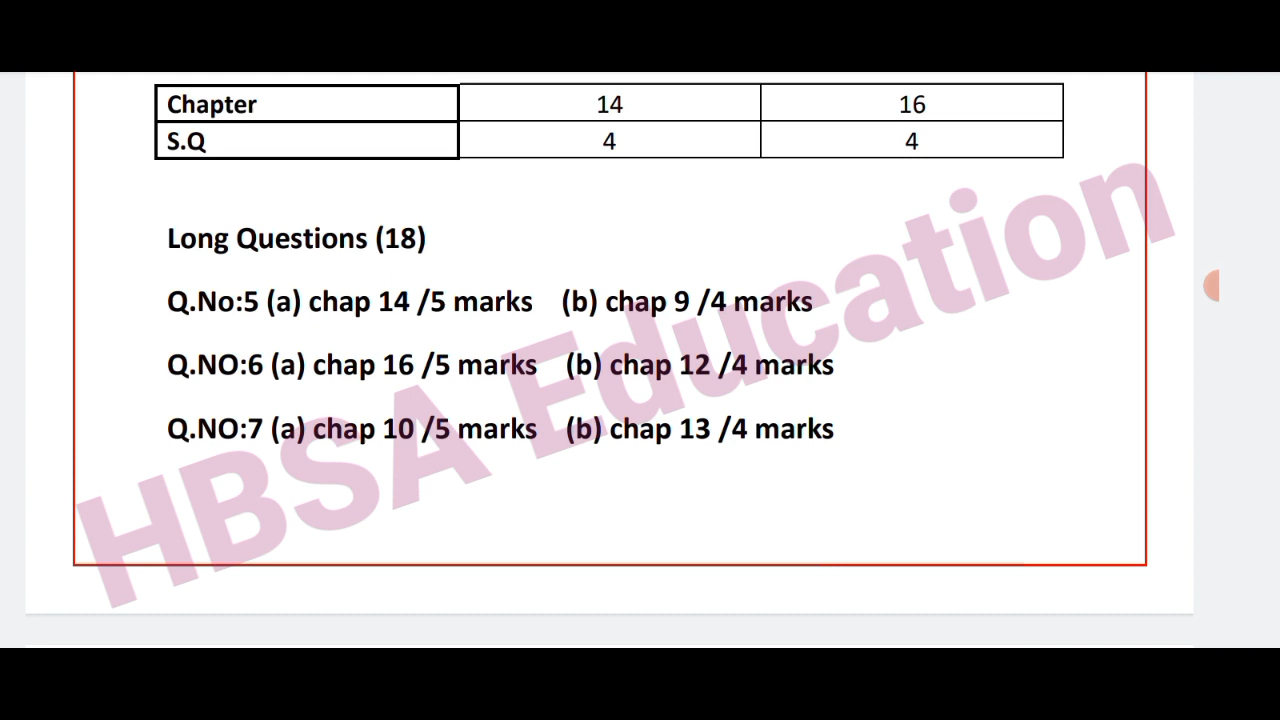 Chapter 14 16
S.Q 4 4
Long Questions (18)
Q.No:5 (a) chap 14 /5 marks (b) chap 9 /4 marks
Q.NO:6 (a) chap 16 /5 marks (b) chap 12 /4 marks
Q.NO:7 (a) chap 10 /5 marks (b) chap 13 /4 marks
HBSA Education